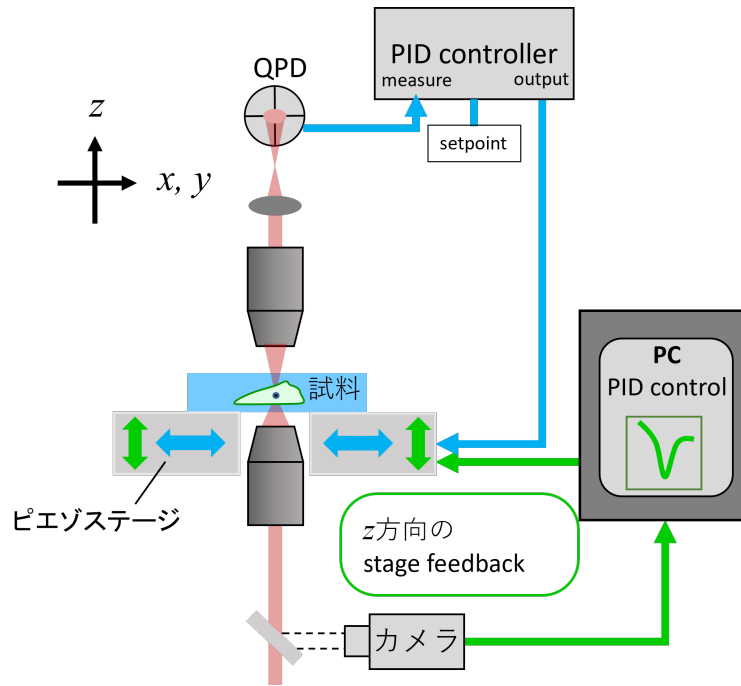 PID controller
measure
output
QPD
setpoint
z
x, y
試料
PC
PID control
ピエゾステージ
z方向の
stage feedback
カメラ